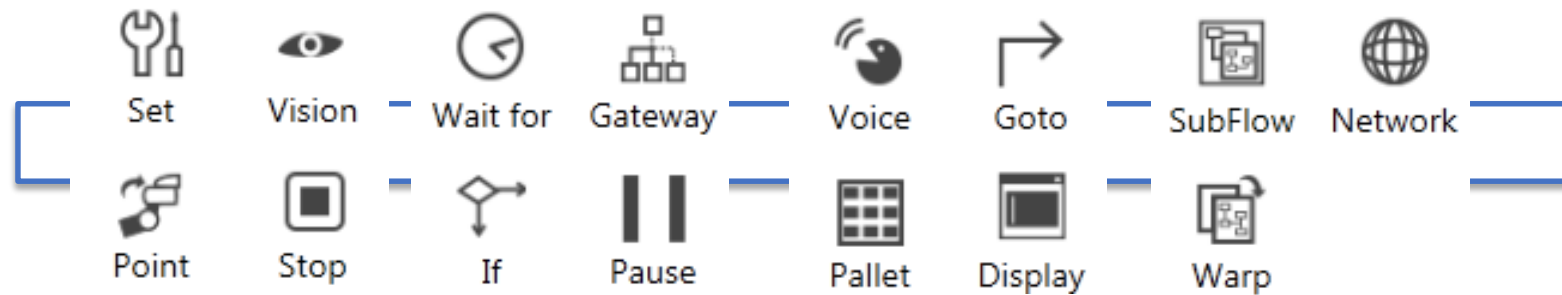 Set Vision Wait for Gateway Voice Goto SubFlow Network
Point Stop If Pause Pallet Display Warp